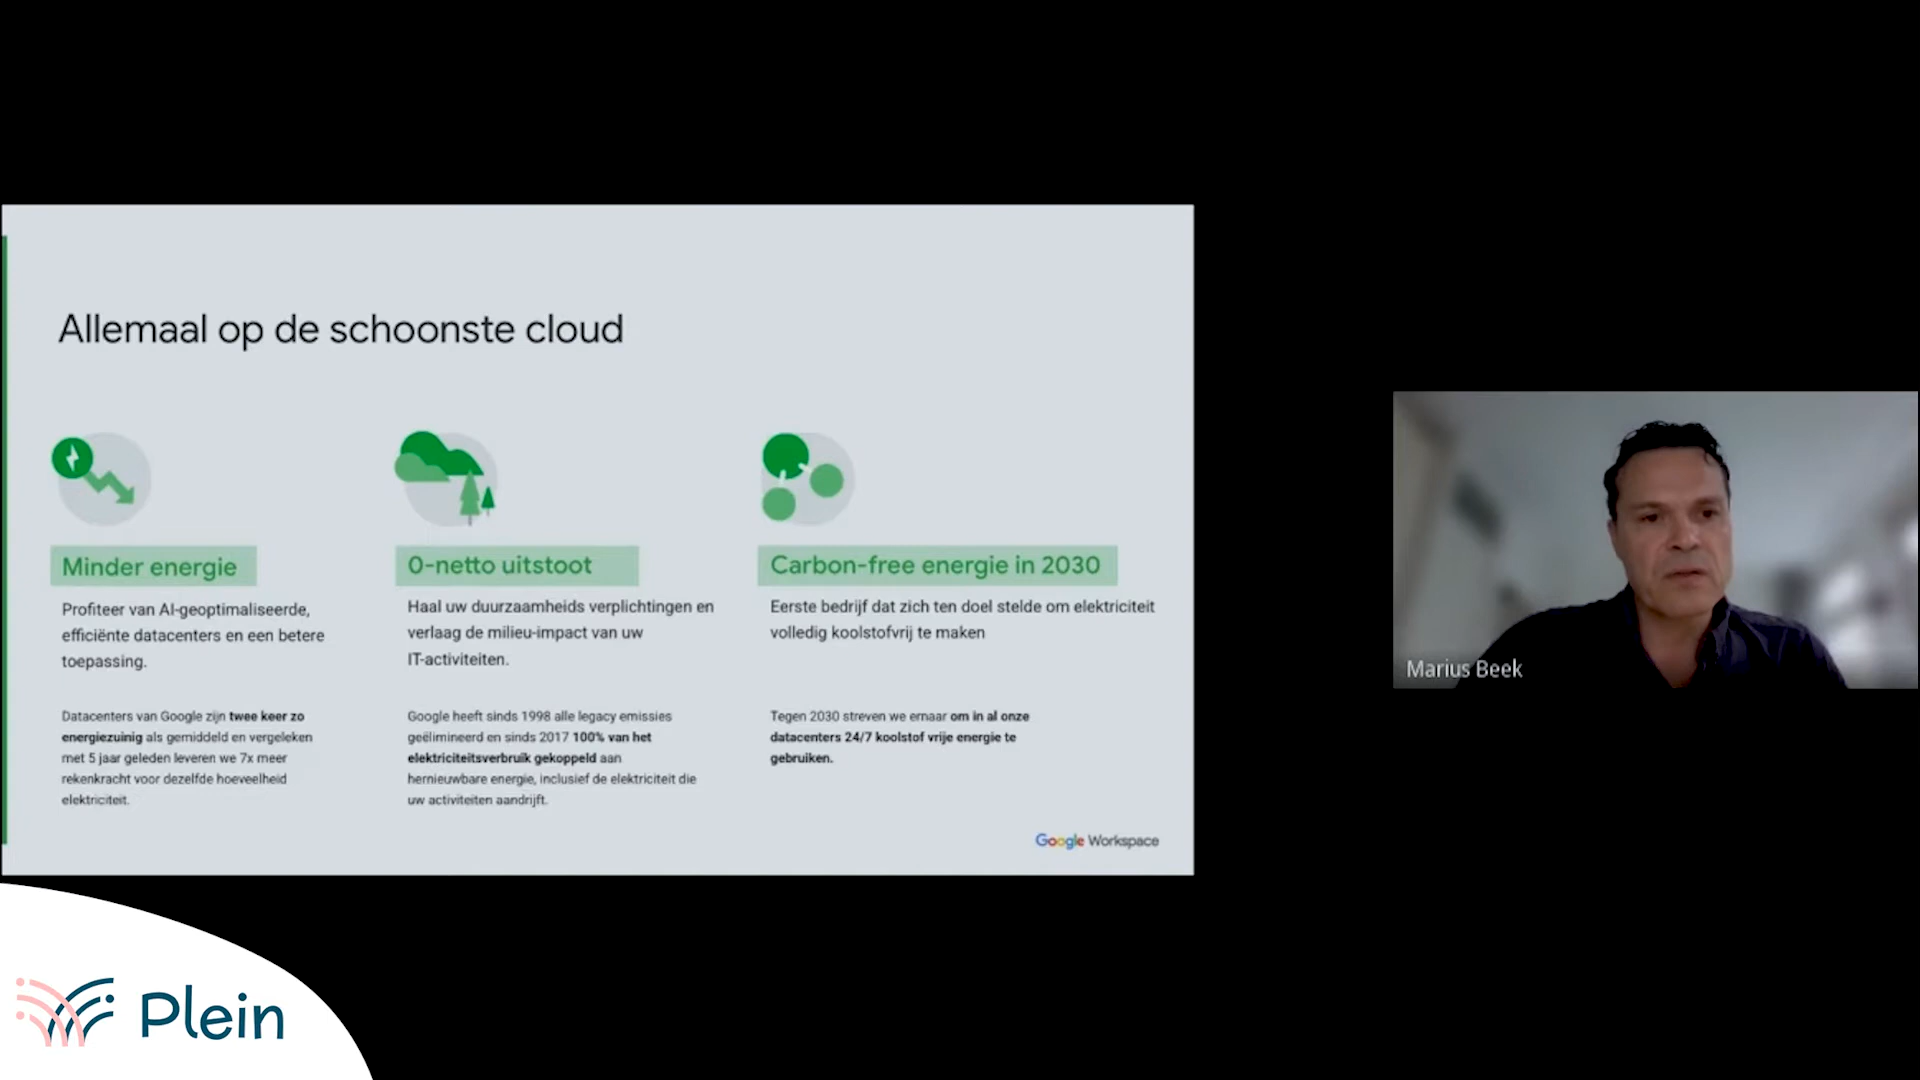 Allemaal op de schoonste cloud
Minder energie
Profiteer van AI-geoptimaliseerde,
efficiënte datacenters en een betere
toepassing.
Datacenters van Google zijn twee keer zo
energiezuinig als gemiddeld en vergeleken
met 5 jaar geleden leveren we 7x meer
rekenkracht voor dezelfde hoeveelheid
elektriciteit.
0-netto uitstoot
Haal uw duurzaamheids verplichtingen en
verlaag de milieu-impact van uw
IT-activiteiten.
Google heeft sinds 1998 alle legacy emissies
geëlimineerd en sinds 2017 100% van het
elektriciteitsverbruik gekoppeld aan
hernieuwbare energie, inclusief de elektriciteit die
uw activiteiten aandrijft.
Carbon-free energie in 2030
Eerste bedrijf dat zich ten doel stelde om elektriciteit
volledig koolstofvrij te maken
Tegen 2030 streven we ernaar om in al onze
datacenters 24/7 koolstof vrije energie te
gebruiken.
Google Workspace
Marius Beek
Plein